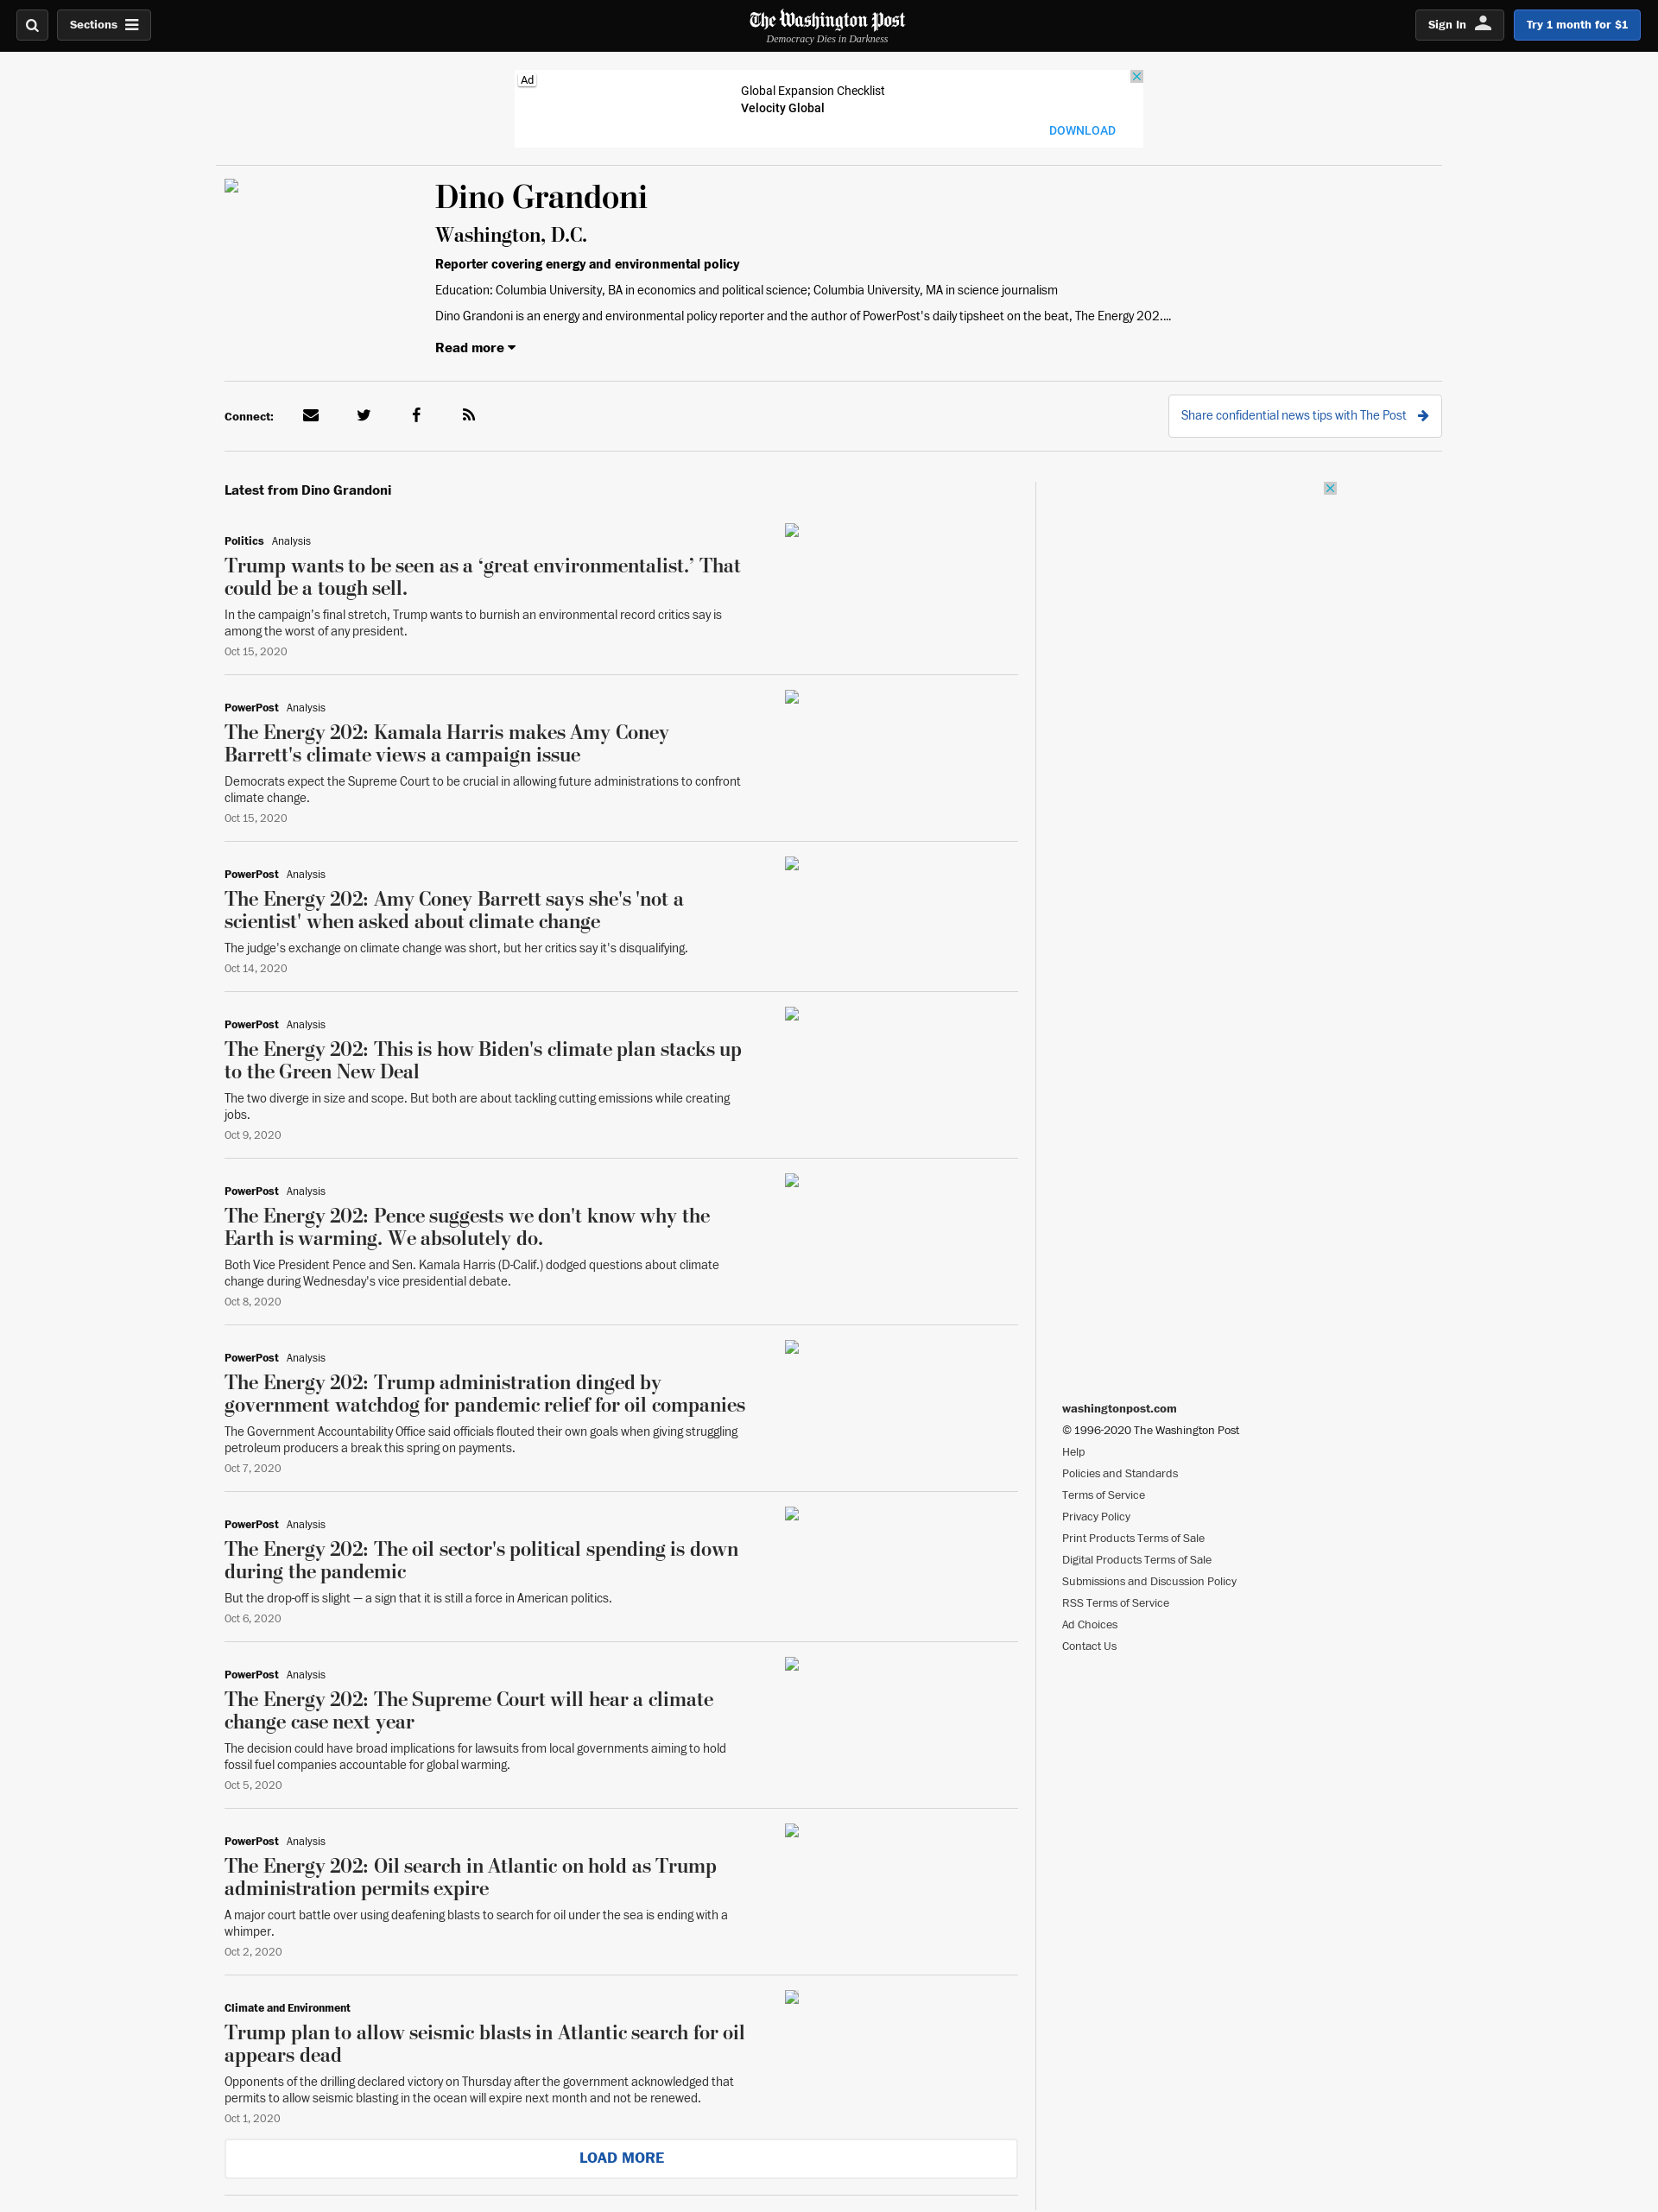 Sections
The Washington Post
Democracy Dies in Darkness
Sign In
Try 1 month for $1
Ad
Global Expansion Checklist
Velocity Global
DOWNLOAD
Dino Grandoni
Washington, D.C.
Reporter covering energy and environmental policy
Education: Columbia University, BA in economics and political science; Columbia University, MA in science journalism
Dino Grandoni is an energy and environmental policy reporter and the author of PowerPost's daily tipsheet on the beat, The Energy 202....
Read more
Connect:
Share confidential news tips with The Post
Latest from Dino Grandoni
Politics Analysis
Trump wants to be seen as a ‘great environmentalist.’ That
could be a tough sell.
In the campaign’s final stretch, Trump wants to burnish an environmental record critics say is
among the worst of any president.
Oct 15, 2020
PowerPost Analysis
The Energy 202: Kamala Harris makes Amy Coney
Barrett's climate views a campaign issue
Democrats expect the Supreme Court to be crucial in allowing future administrations to confront
climate change.
Oct 15, 2020
PowerPost Analysis
The Energy 202: Amy Coney Barrett says she's 'not a
scientist' when asked about climate change
The judge's exchange on climate change was short, but her critics say it's disqualifying.
Oct 14, 2020
PowerPost Analysis
The Energy 202: This is how Biden's climate plan stacks up
to the Green New Deal
The two diverge in size and scope. But both are about tackling cutting emissions while creating
jobs.
Oct 9, 2020
PowerPost Analysis
The Energy 202: Pence suggests we don't know why the
Earth is warming. We absolutely do.
Both Vice President Pence and Sen. Kamala Harris (D-Calif.) dodged questions about climate
change during Wednesday's vice presidential debate.
Oct 8, 2020
PowerPost Analysis
The Energy 202: Trump administration dinged by
government watchdog for pandemic relief for oil companies
The Government Accountability Office said officials flouted their own goals when giving struggling
petroleum producers a break this spring on payments.
Oct 7, 2020
PowerPost Analysis
The Energy 202: The oil sector's political spending is down
during the pandemic
But the drop-off is slight — a sign that it is still a force in American politics.
Oct 6, 2020
PowerPost Analysis
The Energy 202: The Supreme Court will hear a climate
change case next year
The decision could have broad implications for lawsuits from local governments aiming to hold
fossil fuel companies accountable for global warming.
Oct 5, 2020
PowerPost Analysis
The Energy 202: Oil search in Atlantic on hold as Trump
administration permits expire
A major court battle over using deafening blasts to search for oil under the sea is ending with a
whimper.
Oct 2, 2020
Climate and Environment
Trump plan to allow seismic blasts in Atlantic search for oil
appears dead
Opponents of the drilling declared victory on Thursday after the government acknowledged that
permits to allow seismic blasting in the ocean will expire next month and not be renewed.
Oct 1, 2020
LOAD MORE
washingtonpost.com
© 1996-2020 The Washington Post
Help
Policies and Standards
Terms of Service
Privacy Policy
Print Products Terms of Sale
Digital Products Terms of Sale
Submissions and Discussion Policy
RSS Terms of Service
Ad Choices
Contact Us